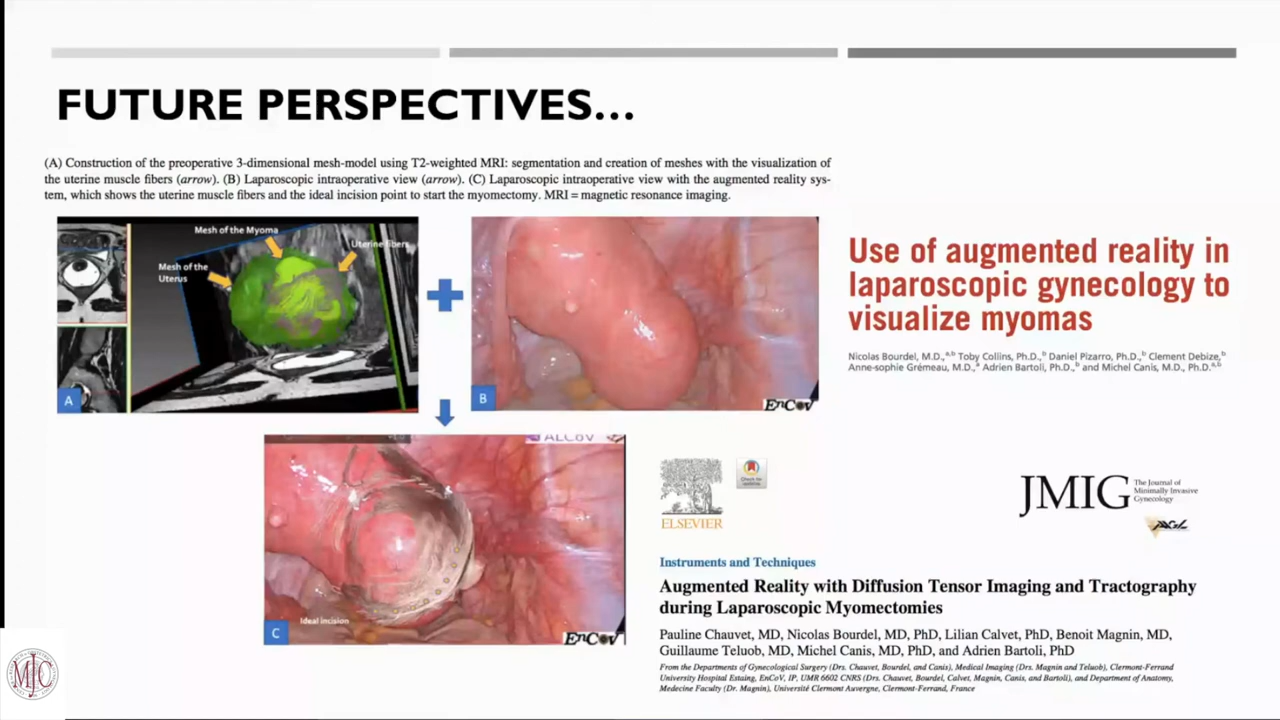 FUTURE PERSPECTIVES...
(A) Construction of the preoperative 3-dimensional mesh-model using T2-weighted MRI: segmentation and creation of meshes with the visualization of
the uterine muscle fibers (arrow). (B) Laparoscopic intraoperative view (arrow). (C) Laparoscopic intraoperative view with the augmented reality sys-
tem, which shows the uterine muscle fibers and the ideal incision point to start the myomectomy. MRI = magnetic resonance imaging.
Mesh of the Myoma
Uterine fibers
Mesh of the
Uterus
A
B
EnCoV
Use of augmented reality in
laparoscopic gynecology to
visualize myomas
Nicolas Bourdel, M.D.,a,b Toby Collins, Ph.D.,b Daniel Pizarro, Ph.D.,b Clement Debize,b
Anne-sophie Grémeau, M.D.,a Adrien Bartoli, Ph.D.,b and Michel Canis, M.D., Ph.D.a,b
ALCoV
Ideal incision
C
EnCoV
ELSEVIER
Check for
updates
JMIG
The Journal of
Minimally Invasive
Gynecology
AAGL
Instruments and Techniques
Augmented Reality with Diffusion Tensor Imaging and Tractography
during Laparoscopic Myomectomies
Pauline Chauvet, MD, Nicolas Bourdel, MD, PhD, Lilian Calvet, PhD, Benoit Magnin, MD,
Guillaume Teluob, MD, Michel Canis, MD, PhD, and Adrien Bartoli, PhD
From the Departments of Gynecological Surgery (Drs. Chauvet, Bourdel, and Canis), Medical Imaging (Drs. Magnin and Teluob), Clermont-Ferrand
University Hospital Estaing, EnCoV, IP, UMR 6602 CNRS (Drs. Chauvet, Bourdel, Calvet, Magnin, Canis, and Bartoli), and Department of Anatomy,
Medecine Faculty (Dr. Magnin), Université Clermont Auvergne, Clermont-Ferrand, France